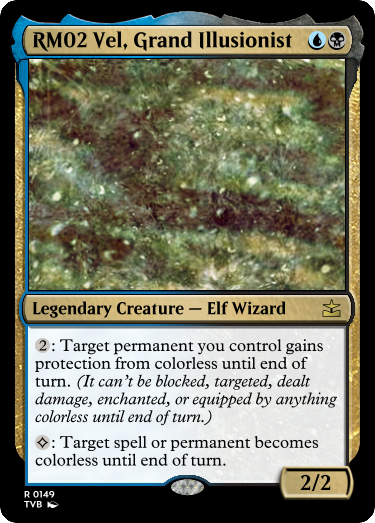 RM02 Vel, Grand Illusionist
Legendary Creature — Elf Wizard
2: Target permanent you control gains
protection from colorless until end of
turn. (It can't be blocked, targeted, dealt
damage, enchanted, or equipped by anything
colorless until end of turn.)
: Target spell or permanent becomes
colorless until end of turn.
2/2
R 0149
TVB